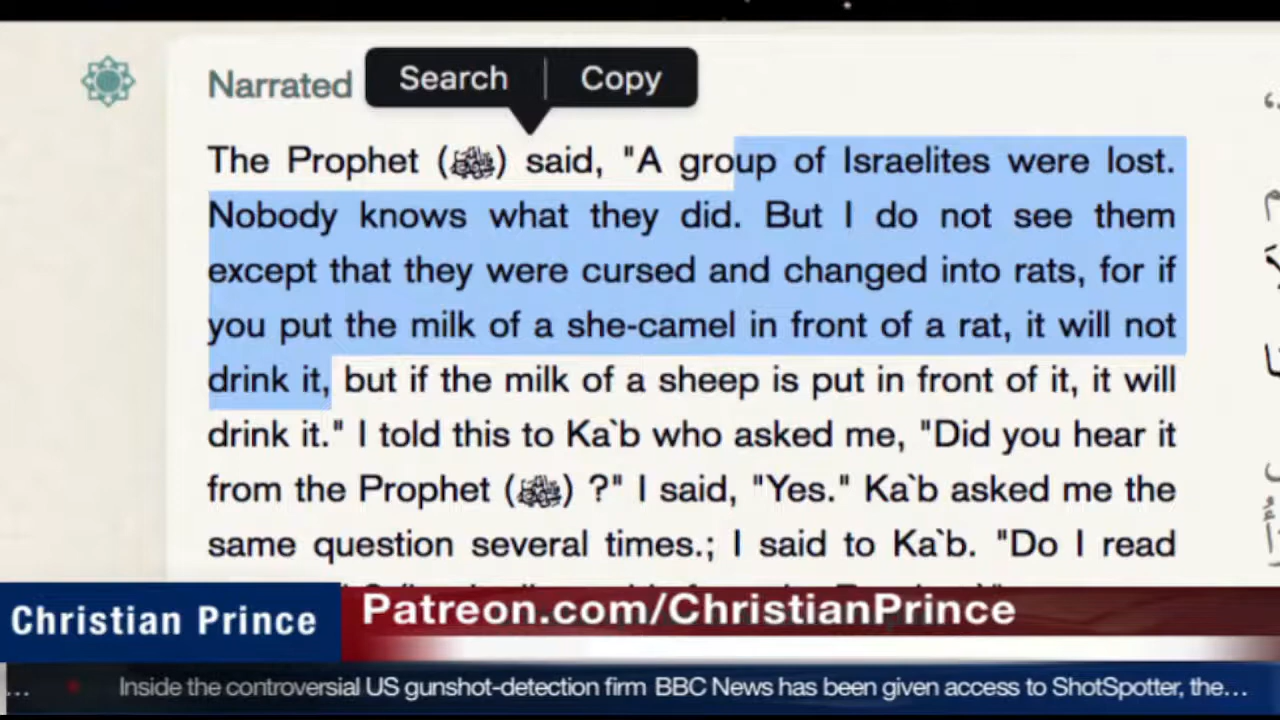 Search | Copy
Narrated
The Prophet (ﷺ) said, "A group of Israelites were lost.
Nobody knows what they did. But I do not see them
except that they were cursed and changed into rats, for if
you put the milk of a she-camel in front of a rat, it will not
drink it, but if the milk of a sheep is put in front of it, it will
drink it." I told this to Ka`b who asked me, "Did you hear it
from the Prophet (ﷺ) ?" I said, "Yes." Ka`b asked me the
same question several times.; I said to Ka`b. "Do I read
Christian Prince
Patreon.com/ChristianPrince
... Inside the controversial US gunshot-detection firm BBC News has been given access to ShotSpotter, the...